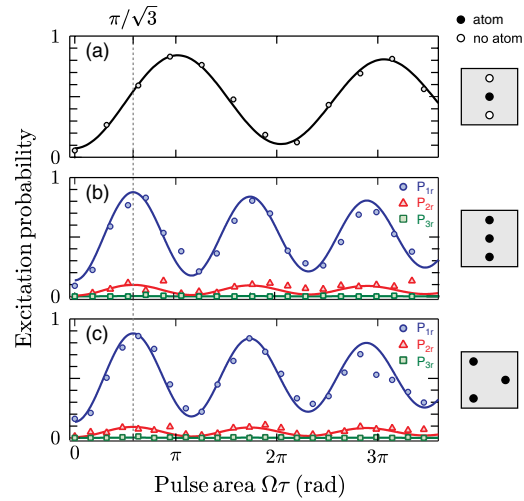 π/√3
● atom
○ no atom
Excitation probability
(a)
1
0
(b)
P1r
P2r
P3r
1
0
(c)
P1r
P2r
P3r
1
0
0 π 2π 3π
Pulse area Ωτ (rad)